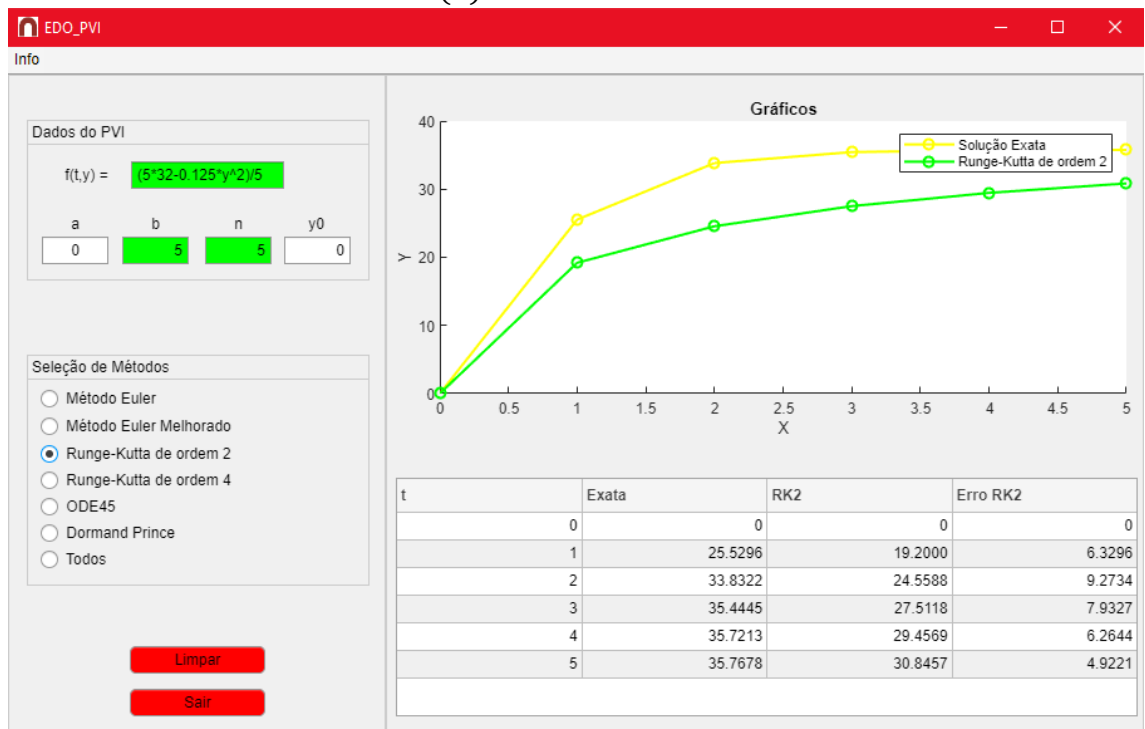 EDO_PVI
Info
Dados do PVI
f(t,y) = (5*32-0.125*y^2)/5
a b n y0
0 5 5 0
Seleção de Métodos
Método Euler
Método Euler Melhorado
Runge-Kutta de ordem 2
Runge-Kutta de ordem 4
ODE45
Dormand Prince
Todos
Limpar
Sair
Gráficos
Solução Exata
Runge-Kutta de ordem 2
40
30
20
10
0
Y
0 0.5 1 1.5 2 2.5 3 3.5 4 4.5 5
X
t Exata RK2 Erro RK2
0 0 0 0
1 25.5296 19.2000 6.3296
2 33.8322 24.5588 9.2734
3 35.4445 27.5118 7.9327
4 35.7213 29.4569 6.2644
5 35.7678 30.8457 4.9221